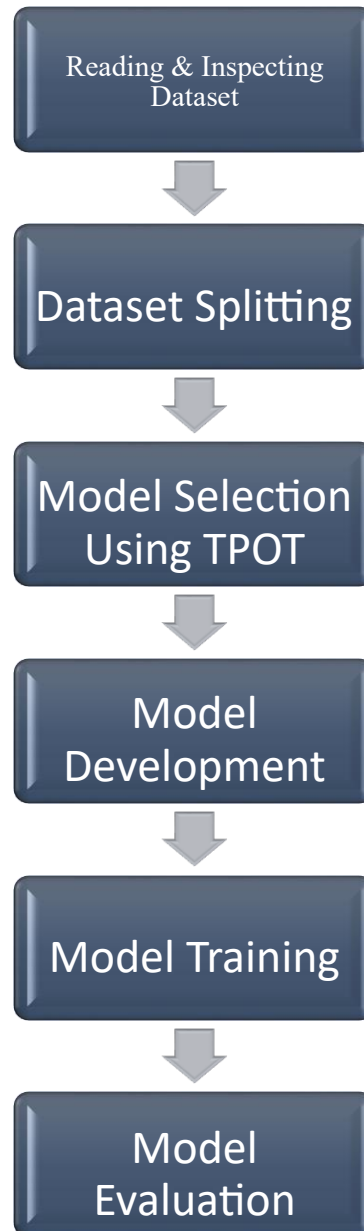 Reading & Inspecting
Dataset
Dataset Splitting
Model Selection
Using TPOT
Model
Development
Model Training
Model
Evaluation